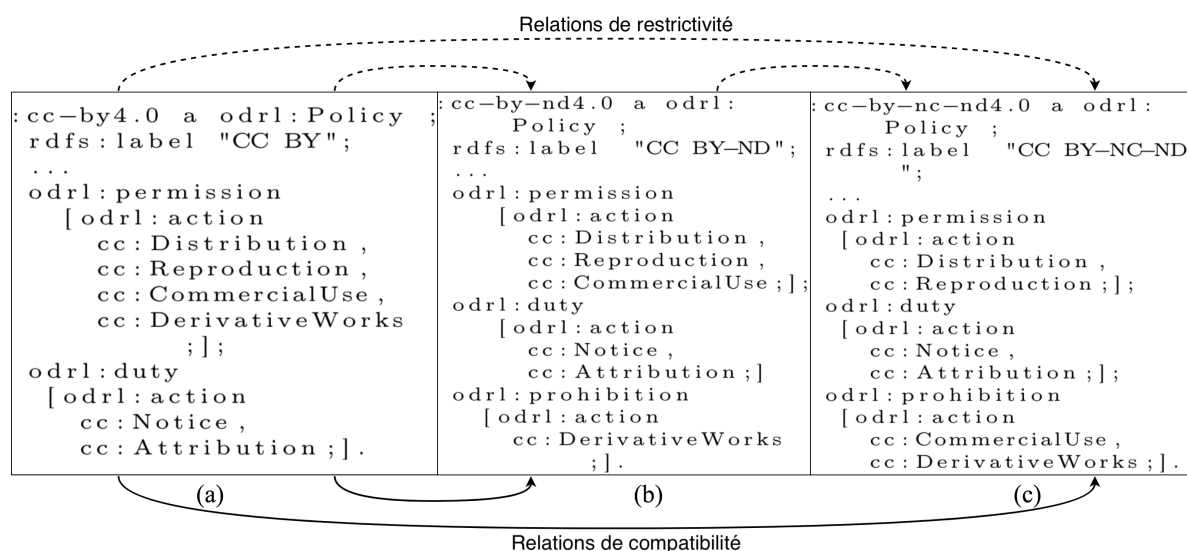 Relations de restrictivité
:cc−by4.0 a odrl:Policy ;
rdfs:label "CC BY";
...
odrl:permission
[odrl:action
cc:Distribution,
cc:Reproduction,
cc:CommercialUse,
cc:DerivativeWorks
;];
odrl:duty
[odrl:action
cc:Notice,
cc:Attribution;].
(a)
:cc−by−nd4.0 a odrl:
Policy ;
rdfs:label "CC BY−ND";
...
odrl:permission
[odrl:action
cc:Distribution,
cc:Reproduction,
cc:CommercialUse;];
odrl:duty
[odrl:action
cc:Notice,
cc:Attribution;]
odrl:prohibition
[odrl:action
cc:DerivativeWorks
;].
(b)
:cc−by−nc−nd4.0 a odrl:
Policy ;
rdfs:label "CC BY−NC−ND
";
...
odrl:permission
[odrl:action
cc:Distribution,
cc:Reproduction;];
odrl:duty
[odrl:action
cc:Notice,
cc:Attribution;];
odrl:prohibition
[odrl:action
cc:CommercialUse,
cc:DerivativeWorks;].
(c)
Relations de compatibilité